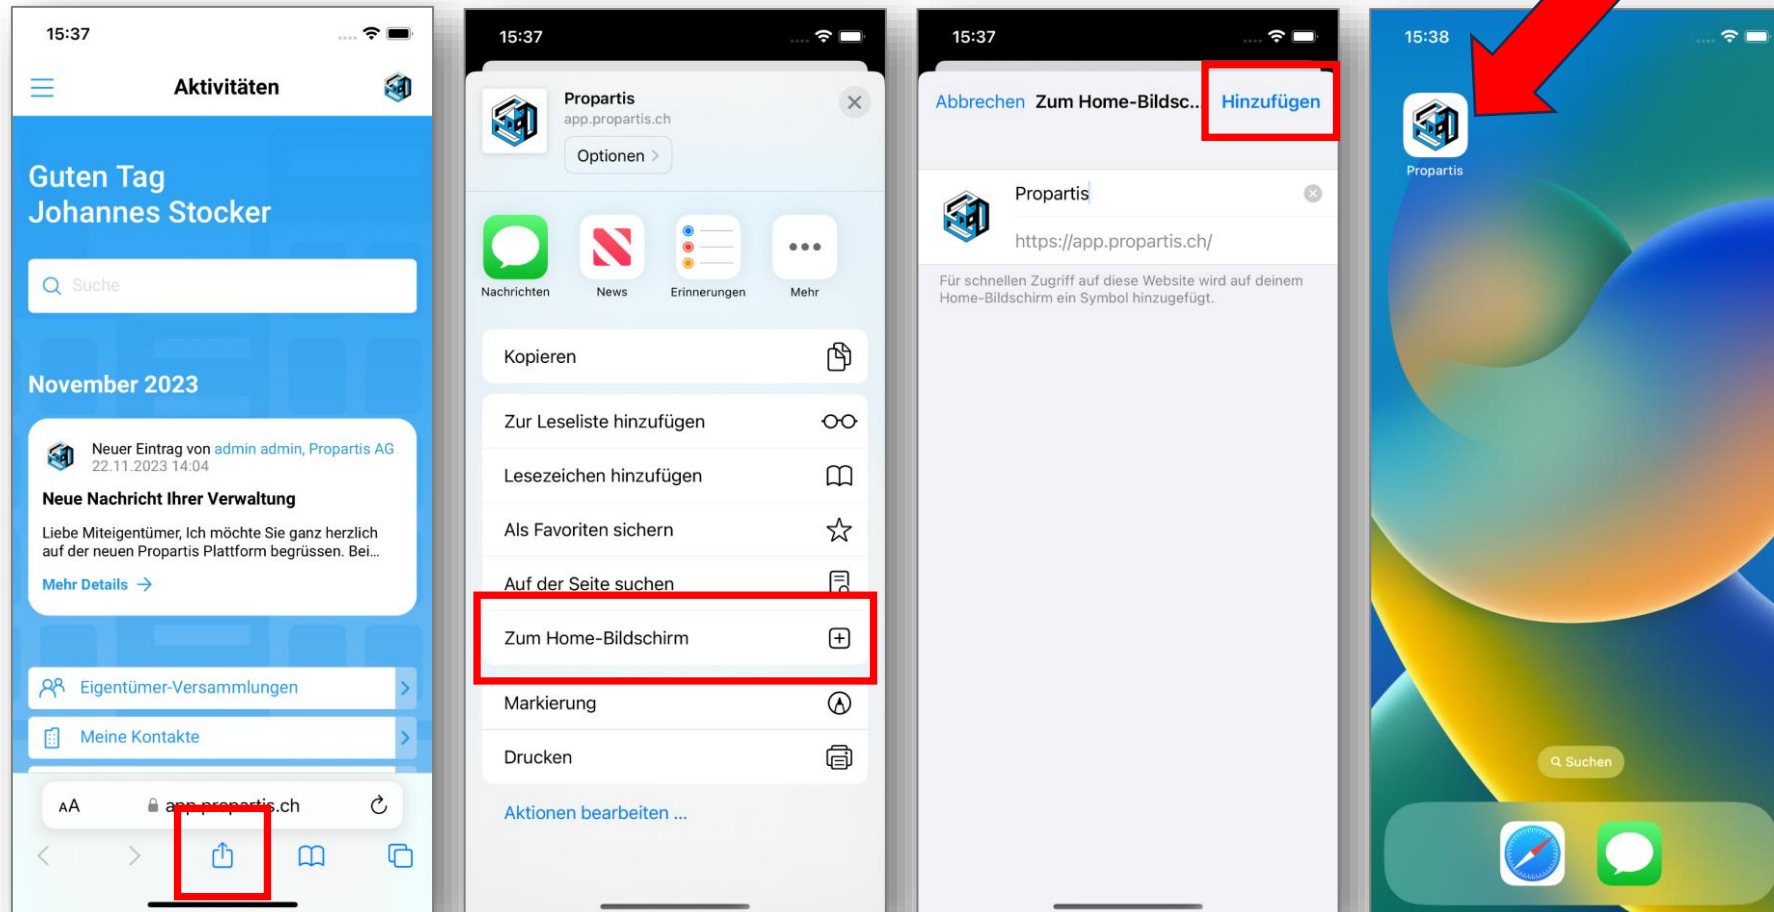 15:37
Aktivitäten
Guten Tag
Johannes Stocker
Suche
November 2023
Neuer Eintrag von admin admin, Propartis AG
22.11.2023 14:04
Neue Nachricht Ihrer Verwaltung
Liebe Miteigentümer, Ich möchte Sie ganz herzlich
auf der neuen Propartis Plattform begrüssen. Bei...
Mehr Details
Eigentümer-Versammlungen
Meine Kontakte
AA app.propartis.ch
15:37
Propartis
app.propartis.ch
Optionen
Nachrichten News Erinnerungen Mehr
Kopieren
Zur Leseliste hinzufügen
Lesezeichen hinzufügen
Als Favoriten sichern
Auf der Seite suchen
Zum Home-Bildschirm
Markierung
Drucken
Aktionen bearbeiten ...
15:37
Abbrechen Zum Home-Bildsc... Hinzufügen
Propartis
https://app.propartis.ch/
Für schnellen Zugriff auf diese Website wird auf deinem
Home-Bildschirm ein Symbol hinzugefügt.
15:38
Propartis
Suchen